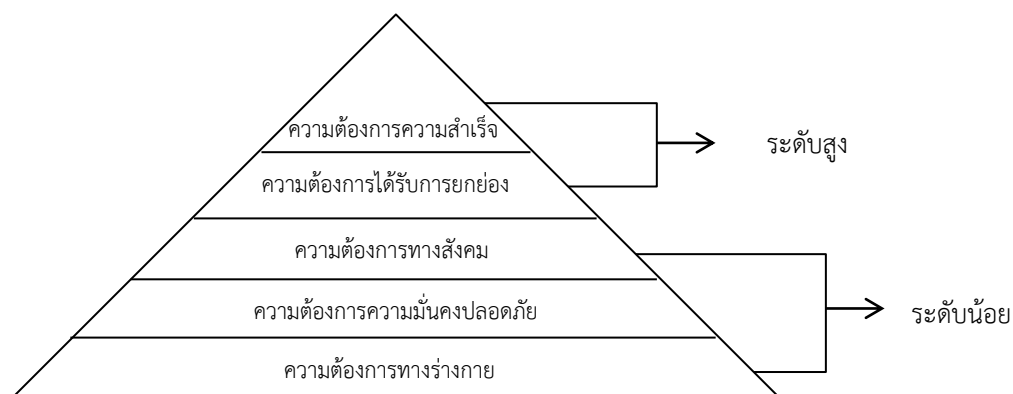 ความต้องการความสำเร็จ
ระดับสูง
ความต้องการได้รับการยกย่อง
ความต้องการทางสังคม
ความต้องการความมั่นคงปลอดภัย
ระดับน้อย
ความต้องการทางร่างกาย